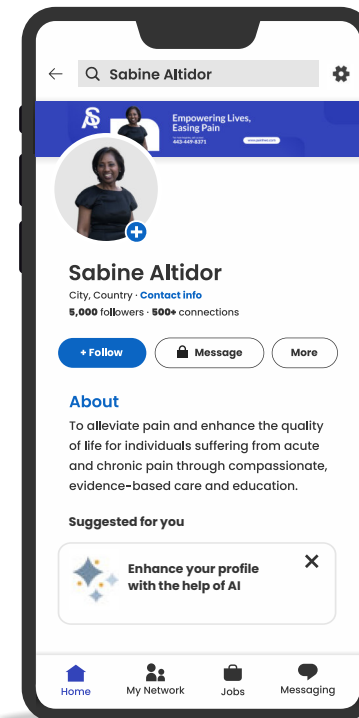 Sabine Altidor
Empowering Lives,
Easing Pain
443-449-8371
Sabine Altidor
City, Country · Contact info
5,000 followers · 500+ connections
+ Follow
Message
More
About
To alleviate pain and enhance the quality
of life for individuals suffering from acute
and chronic pain through compassionate,
evidence-based care and education.
Suggested for you
Enhance your profile
with the help of AI
Home
My Network
Jobs
Messaging